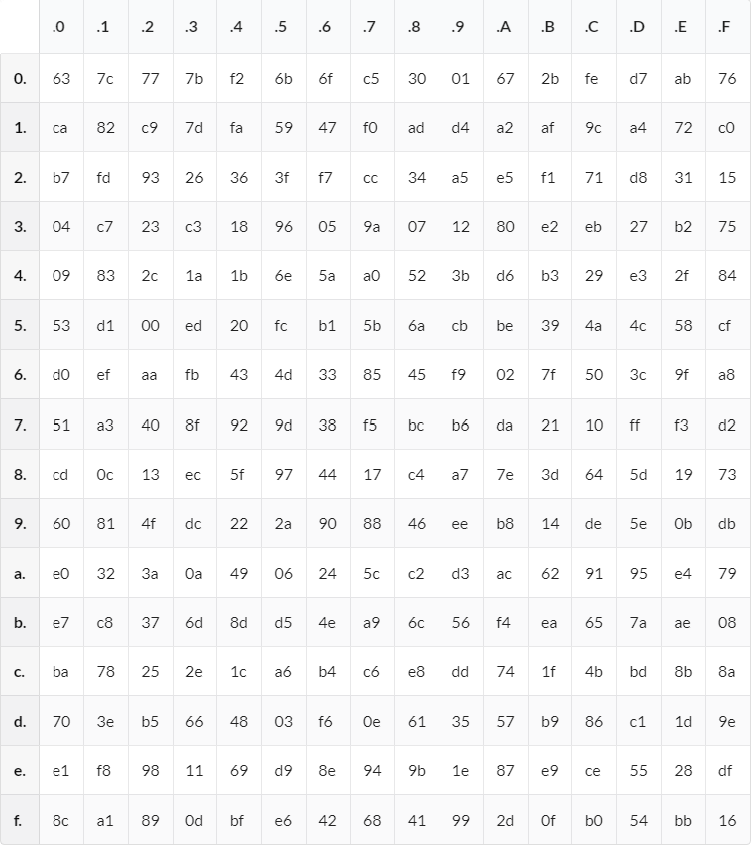 .0 .1 .2 .3 .4 .5 .6 .7 .8 .9 .A .B .C .D .E .F
0. 63 7c 77 7b f2 6b 6f c5 30 01 67 2b fe d7 ab 76
1. ca 82 c9 7d fa 59 47 f0 ad d4 a2 af 9c a4 72 c0
2. b7 fd 93 26 36 3f f7 cc 34 a5 e5 f1 71 d8 31 15
3. 04 c7 23 c3 18 96 05 9a 07 12 80 e2 eb 27 b2 75
4. 09 83 2c 1a 1b 6e 5a a0 52 3b d6 b3 29 e3 2f 84
5. 53 d1 00 ed 20 fc b1 5b 6a cb be 39 4a 4c 58 cf
6. d0 ef aa fb 43 4d 33 85 45 f9 02 7f 50 3c 9f a8
7. 51 a3 40 8f 92 9d 38 f5 bc b6 da 21 10 ff f3 d2
8. cd 0c 13 ec 5f 97 44 17 c4 a7 7e 3d 64 5d 19 73
9. 60 81 4f dc 22 2a 90 88 46 ee b8 14 de 5e 0b db
a. e0 32 3a 0a 49 06 24 5c c2 d3 ac 62 91 95 e4 79
b. e7 c8 37 6d 8d d5 4e a9 6c 56 f4 ea 65 7a ae 08
c. ba 78 25 2e 1c a6 b4 c6 e8 dd 74 1f 4b bd 8b 8a
d. 70 3e b5 66 48 03 f6 0e 61 35 57 b9 86 c1 1d 9e
e. e1 f8 98 11 69 d9 8e 94 9b 1e 87 e9 ce 55 28 df
f. 8c a1 89 0d bf e6 42 68 41 99 2d 0f b0 54 bb 16